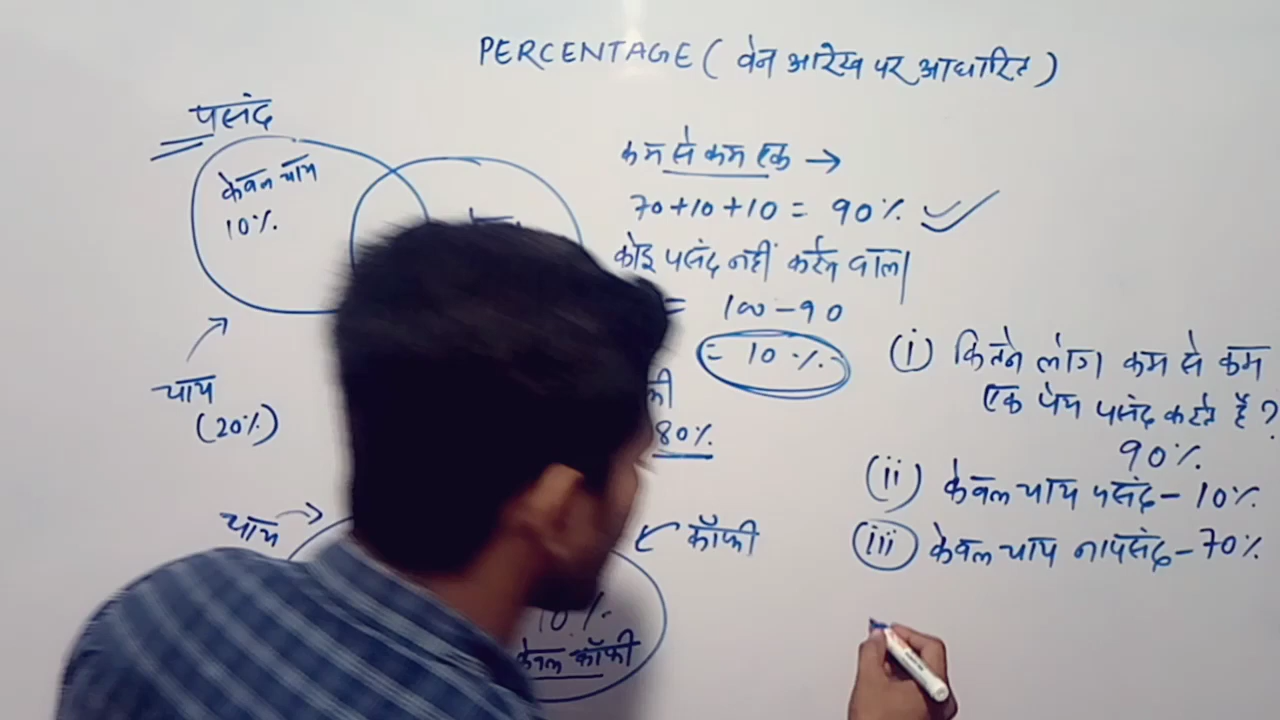 PERCENTAGE ( वेन आरेख पर आधारित )
पसंद
केवल चाय
10%
चाय
(20%)
कम से कम एक →
70+10+10 = 90%
कोई पसंद नहीं करने वाला
= 100-90
= 10%
की
80%
(i) कितने लोग कम से कम
एक पेय पसंद करते हैं ?
90%
(ii) केवल चाय पसंद - 10%
(iii) केवल चाय नापसंद - 70%
चाय
कॉफी
10%
केवल कॉफी